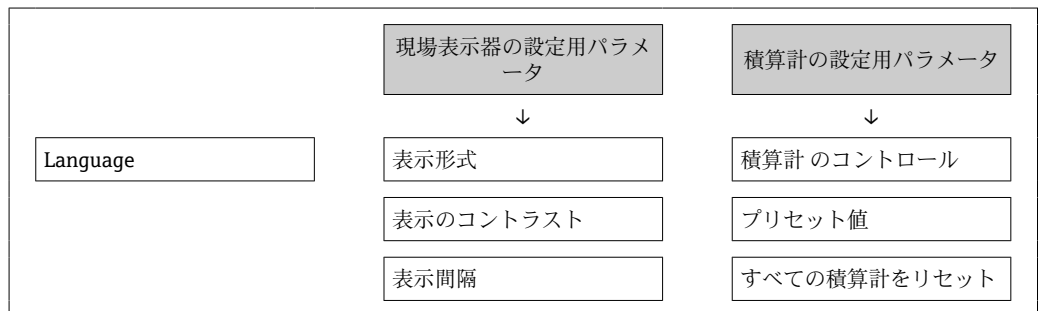 現場表示器の設定用パラメ
ータ
積算計の設定用パラメータ
↓
↓
Language
表示形式
積算計 のコントロール
表示のコントラスト
プリセット値
表示間隔
すべての積算計をリセット